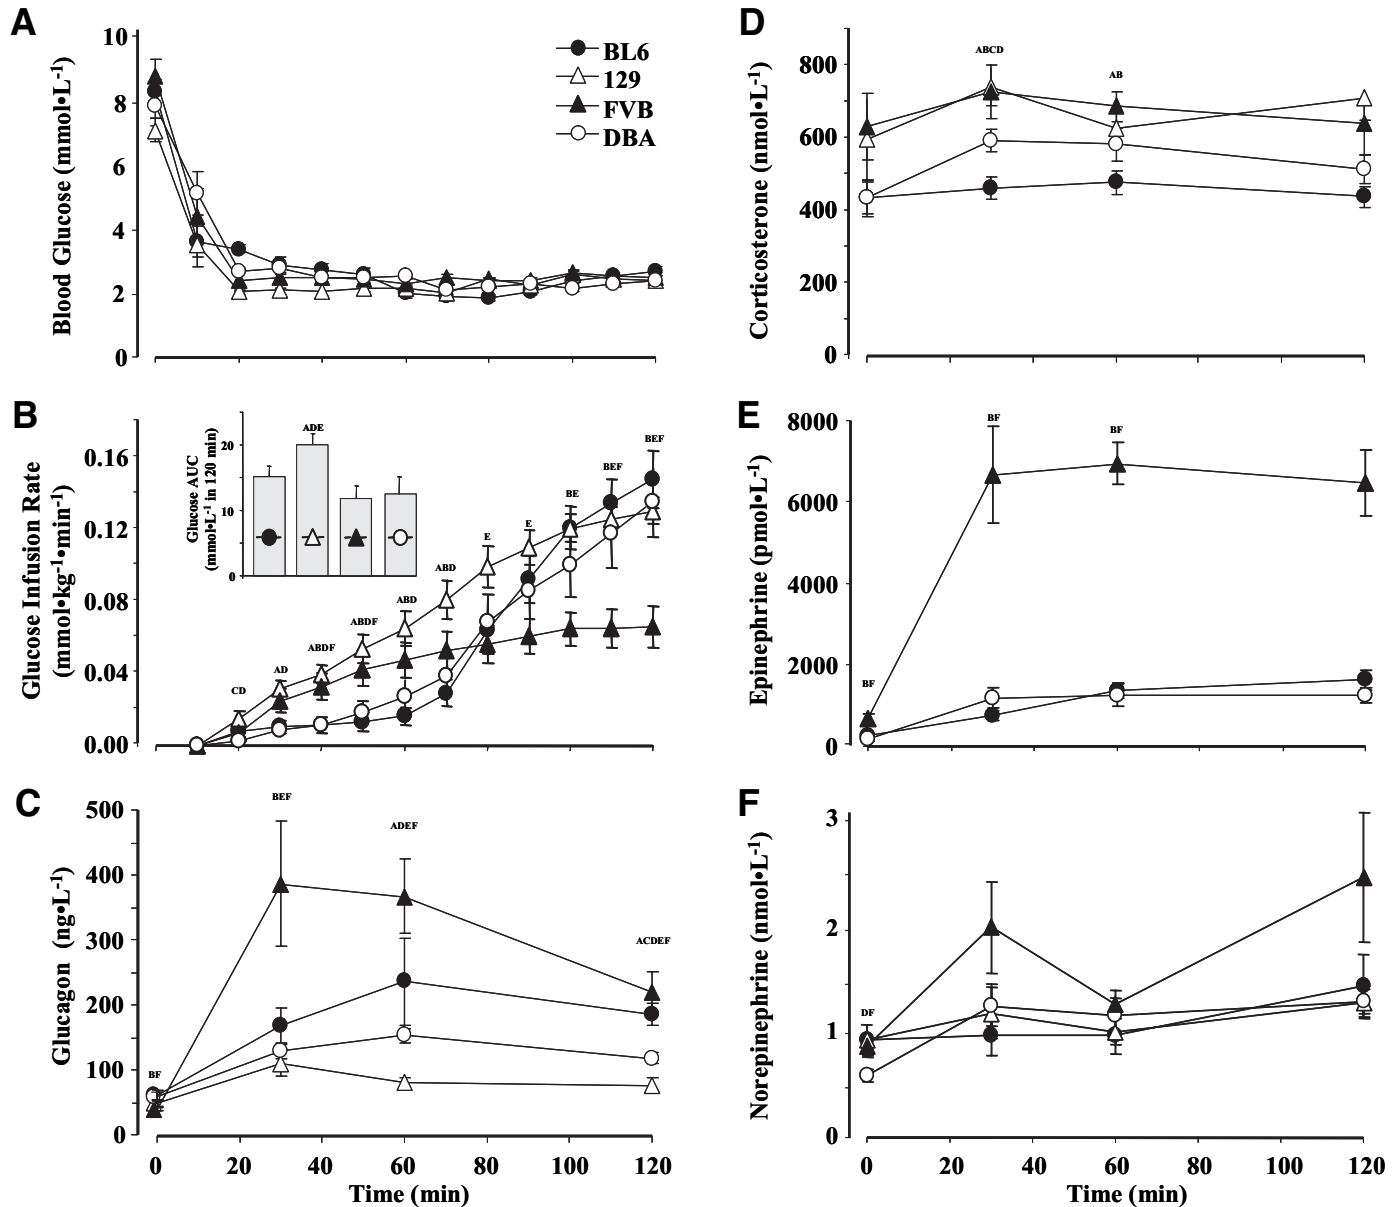 A
Blood Glucose (mmol•L-1)
10
8
6
4
2
0
BL6
129
FVB
DBA
B
Glucose Infusion Rate
(mmol•kg-1•min-1)
0.16
0.12
0.08
0.04
0.00
Glucose AUC
(mmol•L-1 in 120 min)
20
10
0
ADE
CD
AD
ABDF
ABDF
ABD
ABD
E
E
BE
BEF
BEF
C
Glucagon (ng•L-1)
500
400
300
200
100
0
BF
BEF
ADEF
ACDEF
0
20
40
60
80
100
120
Time (min)
D
Corticosterone (nmol•L-1)
800
600
400
200
0
ABCD
AB
E
Epinephrine (pmol•L-1)
8000
6000
4000
2000
0
BF
BF
BF
F
Norepinephrine (nmol•L-1)
3
2
1
0
DF
0
20
40
60
80
100
120
Time (min)